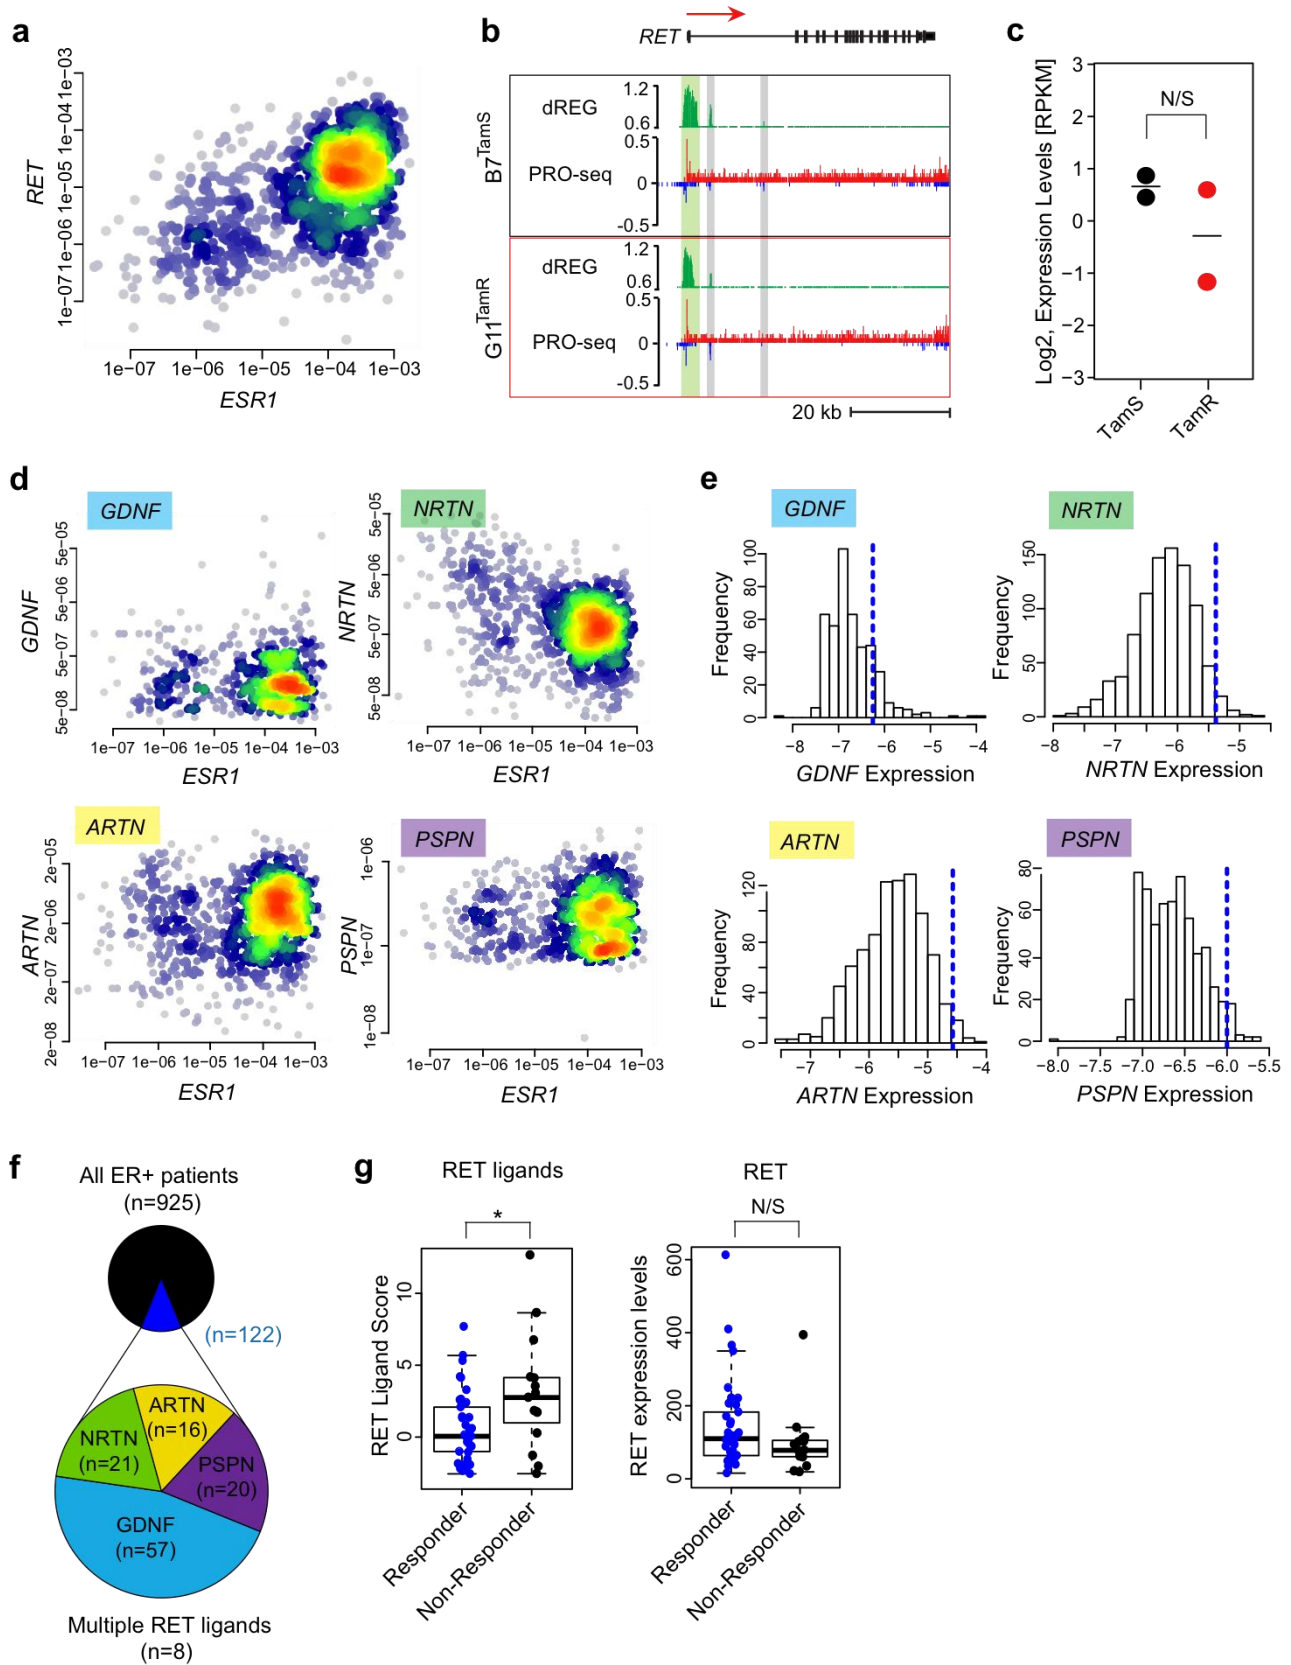 a
RET
1e-071e-06 1e-05 1e-041e-03
1e-07 1e-06 1e-05 1e-04 1e-03
ESR1
b
RET
B7TamS
dREG
1.2
0.6
PRO-seq
0.5
0
-0.5
G11TamR
dREG
1.2
0.6
PRO-seq
0.5
0
-0.5
20 kb
c
Log2, Expression Levels [RPKM]
3
2
1
0
−1
−2
−3
N/S
TamS
TamR
d
GDNF
GDNF
5e-05
5e-06
5e-07
5e-08
1e-07 1e-06 1e-05 1e-04 1e-03
ESR1
NRTN
NRTN
5e-05
5e-06
5e-07
5e-08
1e-07 1e-06 1e-05 1e-04 1e-03
ESR1
ARTN
ARTN
2e-05
2e-06
2e-07
2e-08
1e-07 1e-06 1e-05 1e-04 1e-03
ESR1
PSPN
PSPN
1e-06
1e-07
1e-08
1e-07 1e-06 1e-05 1e-04 1e-03
ESR1
e
GDNF
Frequency
100
80
60
40
20
0
−8 −7 −6 −5 −4
GDNF Expression
NRTN
Frequency
150
100
50
0
−8 −7 −6 −5
NRTN Expression
ARTN
Frequency
120
80
40
0
−7 −6 −5 −4
ARTN Expression
PSPN
Frequency
80
60
40
20
0
−8.0 −7.5 −7.0 −6.5 −6.0 −5.5
PSPN Expression
f
All ER+ patients
(n=925)
(n=122)
ARTN
(n=16)
NRTN
(n=21)
PSPN
(n=20)
GDNF
(n=57)
Multiple RET ligands
(n=8)
g
RET ligands
*
RET Ligand Score
10
5
0
Responder
Non-Responder
RET
N/S
RET expression levels
600
400
200
0
Responder
Non-Responder